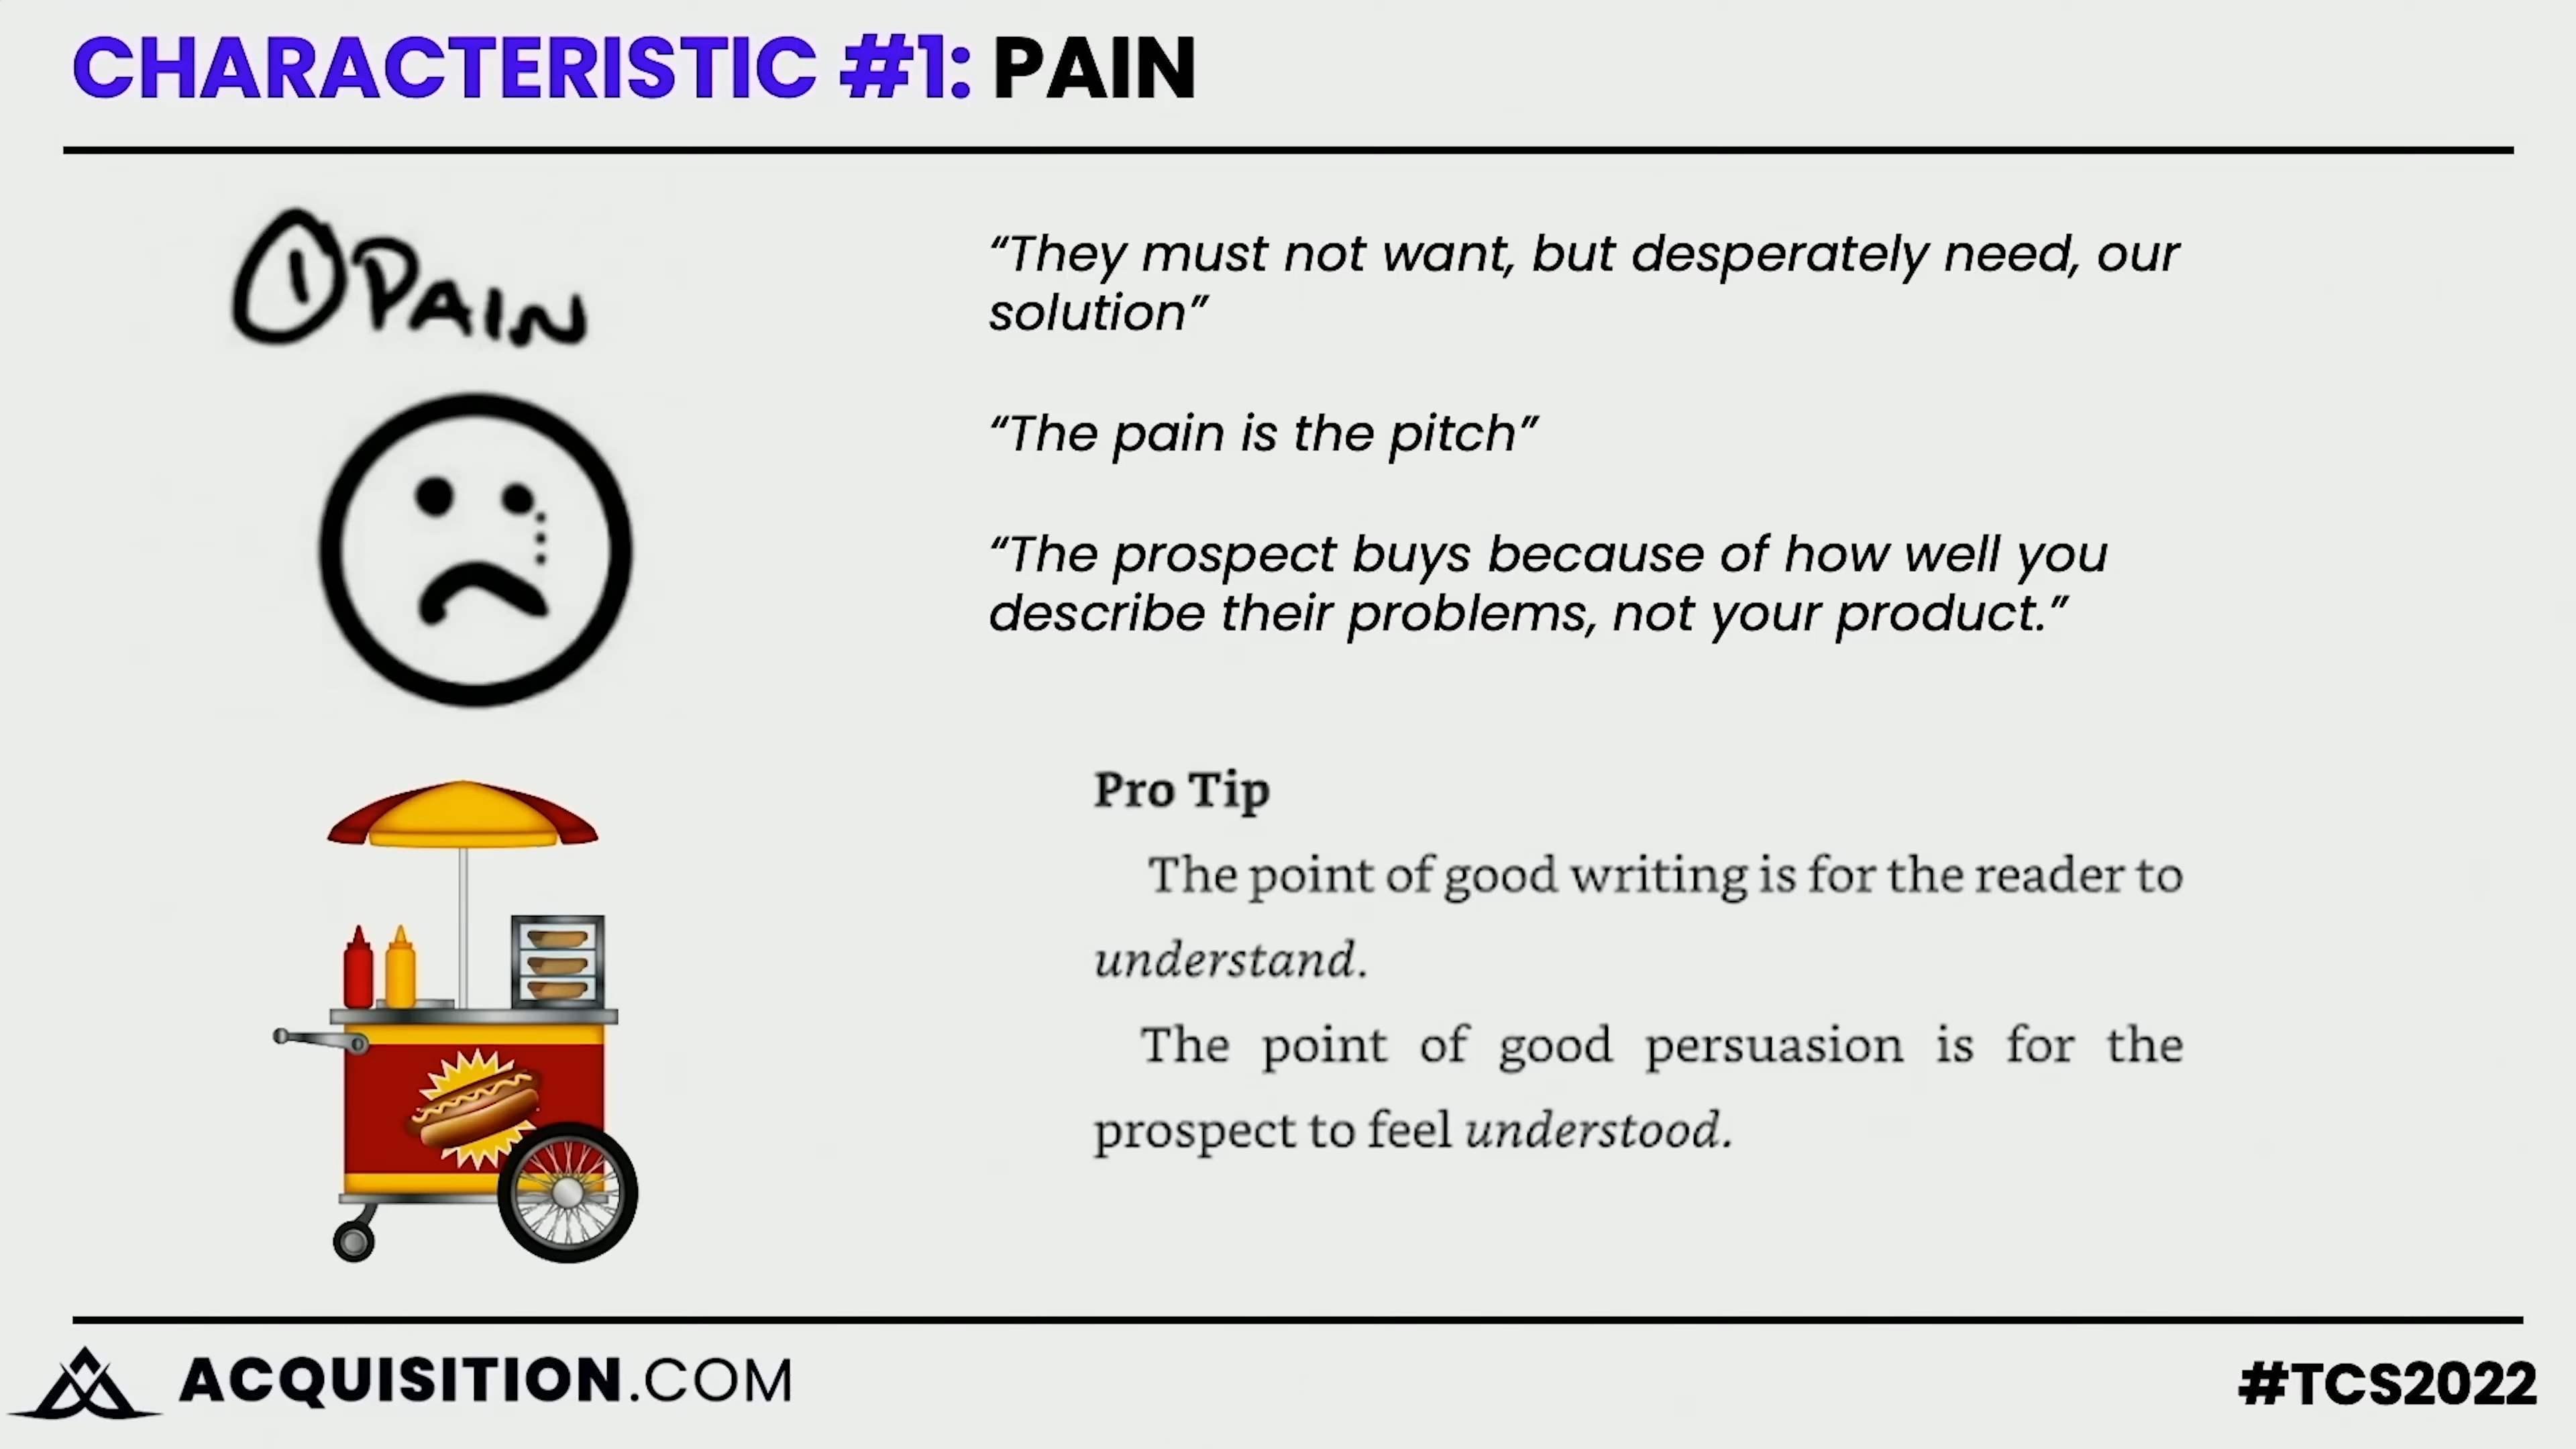 CHARACTERISTIC #1: PAIN
① PAIN
“They must not want, but desperately need, our
solution”
“The pain is the pitch”
“The prospect buys because of how well you
describe their problems, not your product.”
Pro Tip
The point of good writing is for the reader to
understand.
The point of good persuasion is for the
prospect to feel understood.
ACQUISITION.COM
#TCS2022